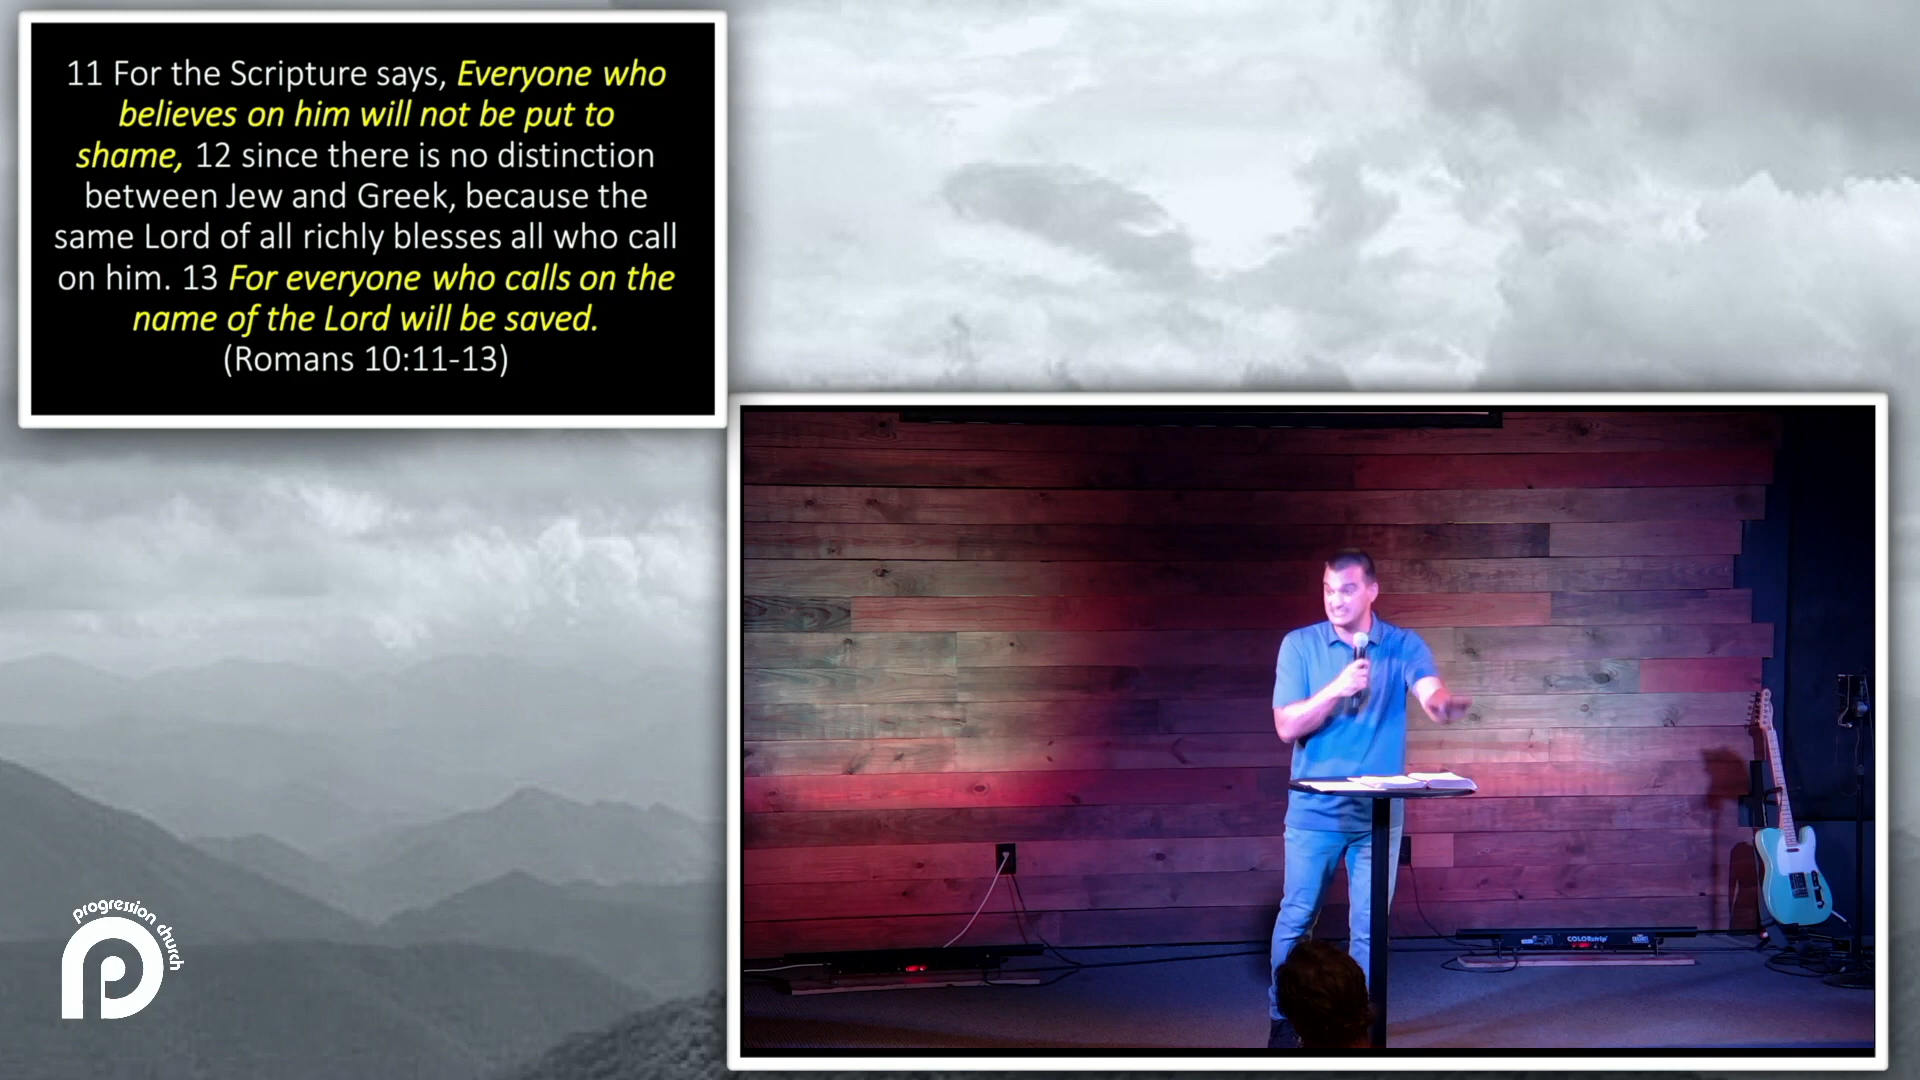 11 For the Scripture says, Everyone who
believes on him will not be put to
shame, 12 since there is no distinction
between Jew and Greek, because the
same Lord of all richly blesses all who call
on him. 13 For everyone who calls on the
name of the Lord will be saved.
(Romans 10:11-13)
progression church
COLORstrip